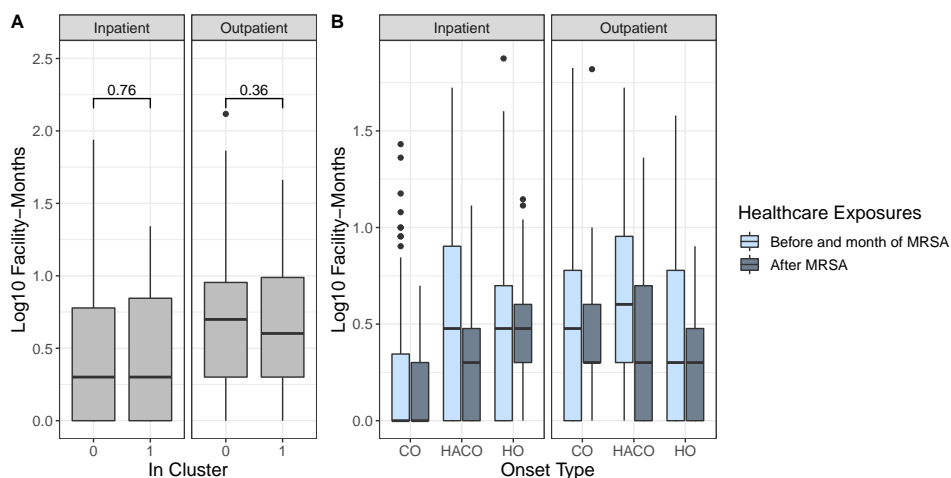 A
Inpatient
Outpatient
Log10 Facility−Months
2.5
2.0
1.5
1.0
0.5
0.0
0.76
0.36
0
1
0
1
In Cluster
B
Inpatient
Outpatient
Log10 Facility−Months
1.5
1.0
0.5
0.0
CO
HACO
HO
CO
HACO
HO
Onset Type
Healthcare Exposures
Before and month of MRSA
After MRSA